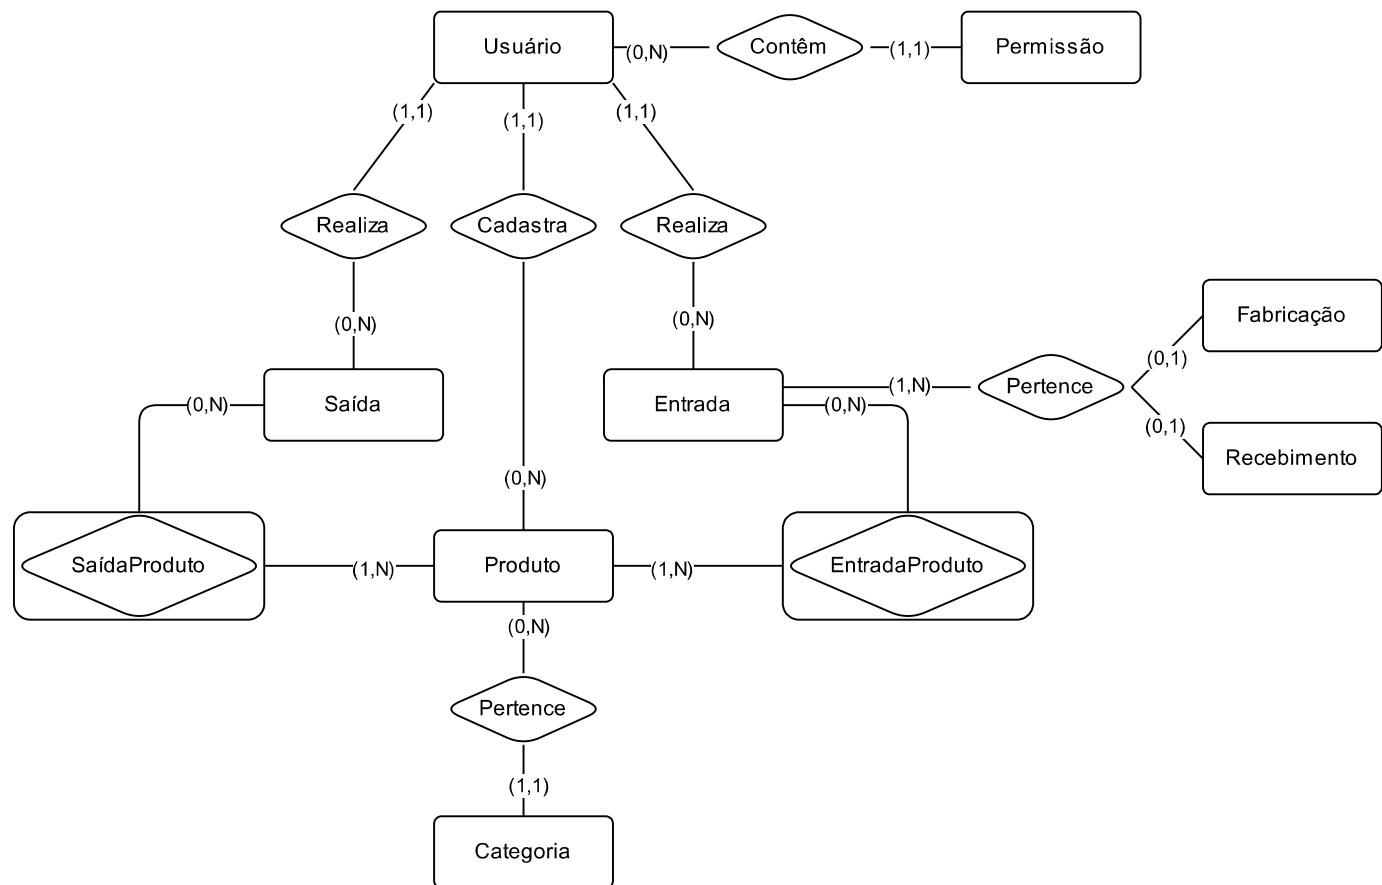 Usuário
(0,N)
Contêm
(1,1)
Permissão
(1,1)
(1,1)
(1,1)
Realiza
Cadastra
Realiza
(0,N)
(0,N)
Fabricação
(0,1)
Saída
(0,N)
Entrada
(1,N)
(0,N)
Pertence
(0,1)
Recebimento
(0,N)
SaídaProduto
(1,N)
Produto
(1,N)
EntradaProduto
(0,N)
Pertence
(1,1)
Categoria